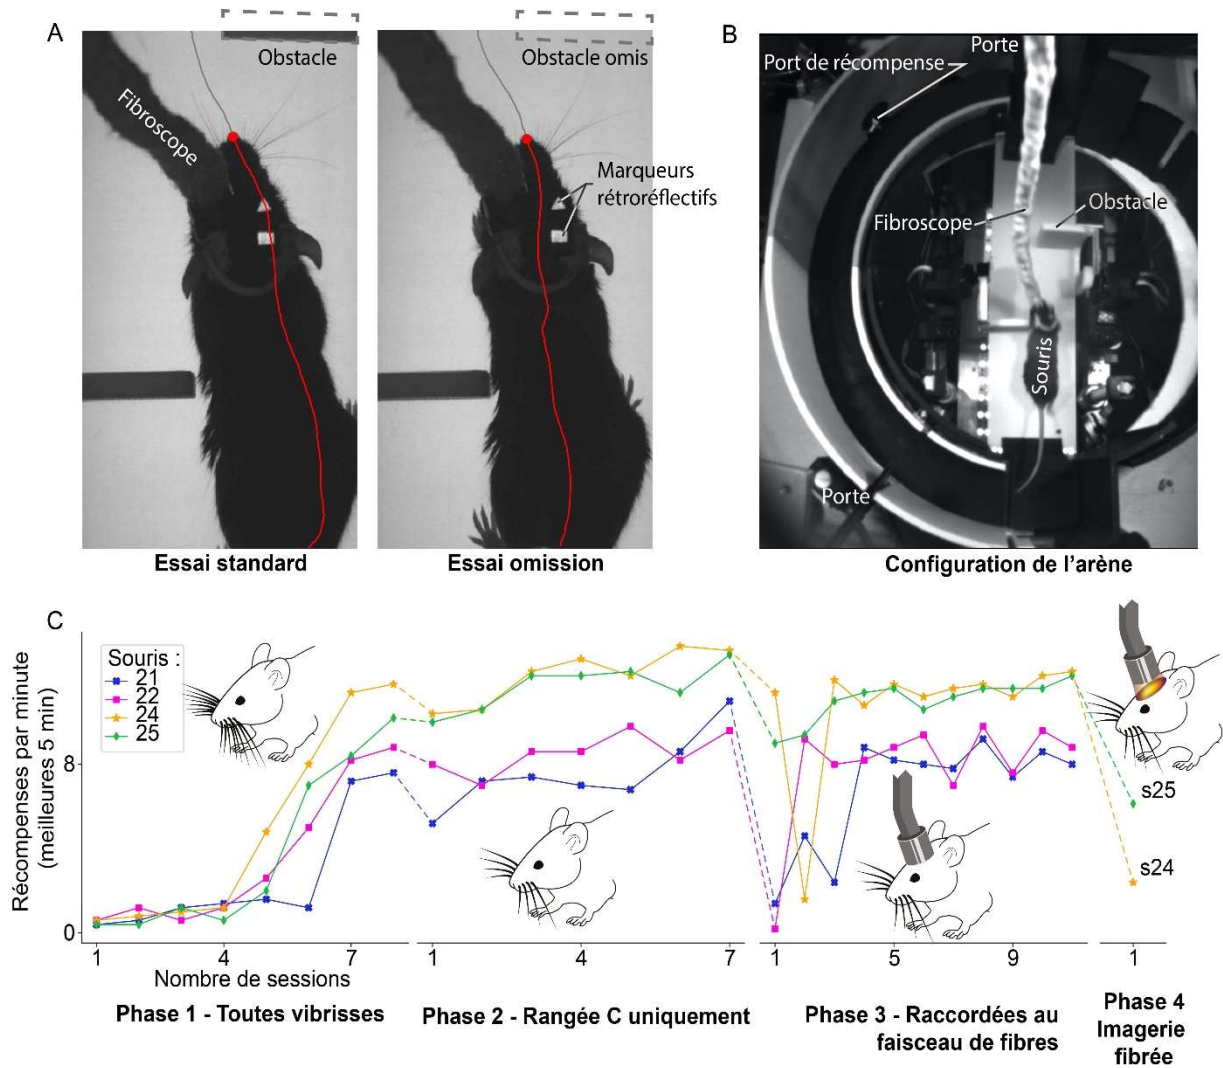 A
Obstacle
Fibroscope
Essai standard
Obstacle omis
Marqueurs
rétroréflectifs
Essai omission
B
Porte
Port de récompense
Fibroscope
Obstacle
Souris
Porte
Configuration de l'arène
C
Récompenses par minute
(meilleures 5 min)
8
0
Souris :
21
22
24
25
s25
s24
1 4 7 1 4 7 1 5 9 1
Nombre de sessions
Phase 1 - Toutes vibrisses
Phase 2 - Rangée C uniquement
Phase 3 - Raccordées au
faisceau de fibres
Phase 4
Imagerie
fibrée